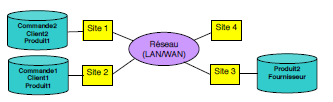 Commande2
Client2
Produit1
Site 1
Site 4
Réseau
(LAN/WAN)
Commande1
Client1
Produit1
Site 2
Site 3
Produit2
Fournisseur